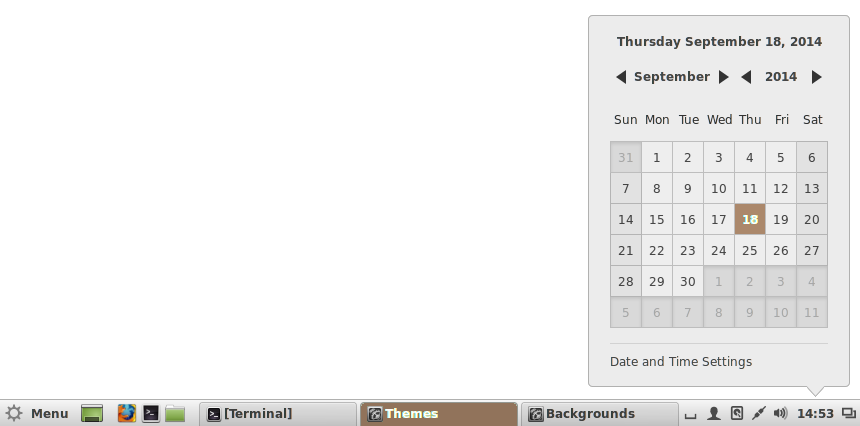 Thursday September 18, 2014
September 2014
Sun Mon Tue Wed Thu Fri Sat
31 1 2 3 4 5 6
7 8 9 10 11 12 13
14 15 16 17 18 19 20
21 22 23 24 25 26 27
28 29 30 1 2 3 4
5 6 7 8 9 10 11
Date and Time Settings
Menu [Terminal] Themes Backgrounds 14:53